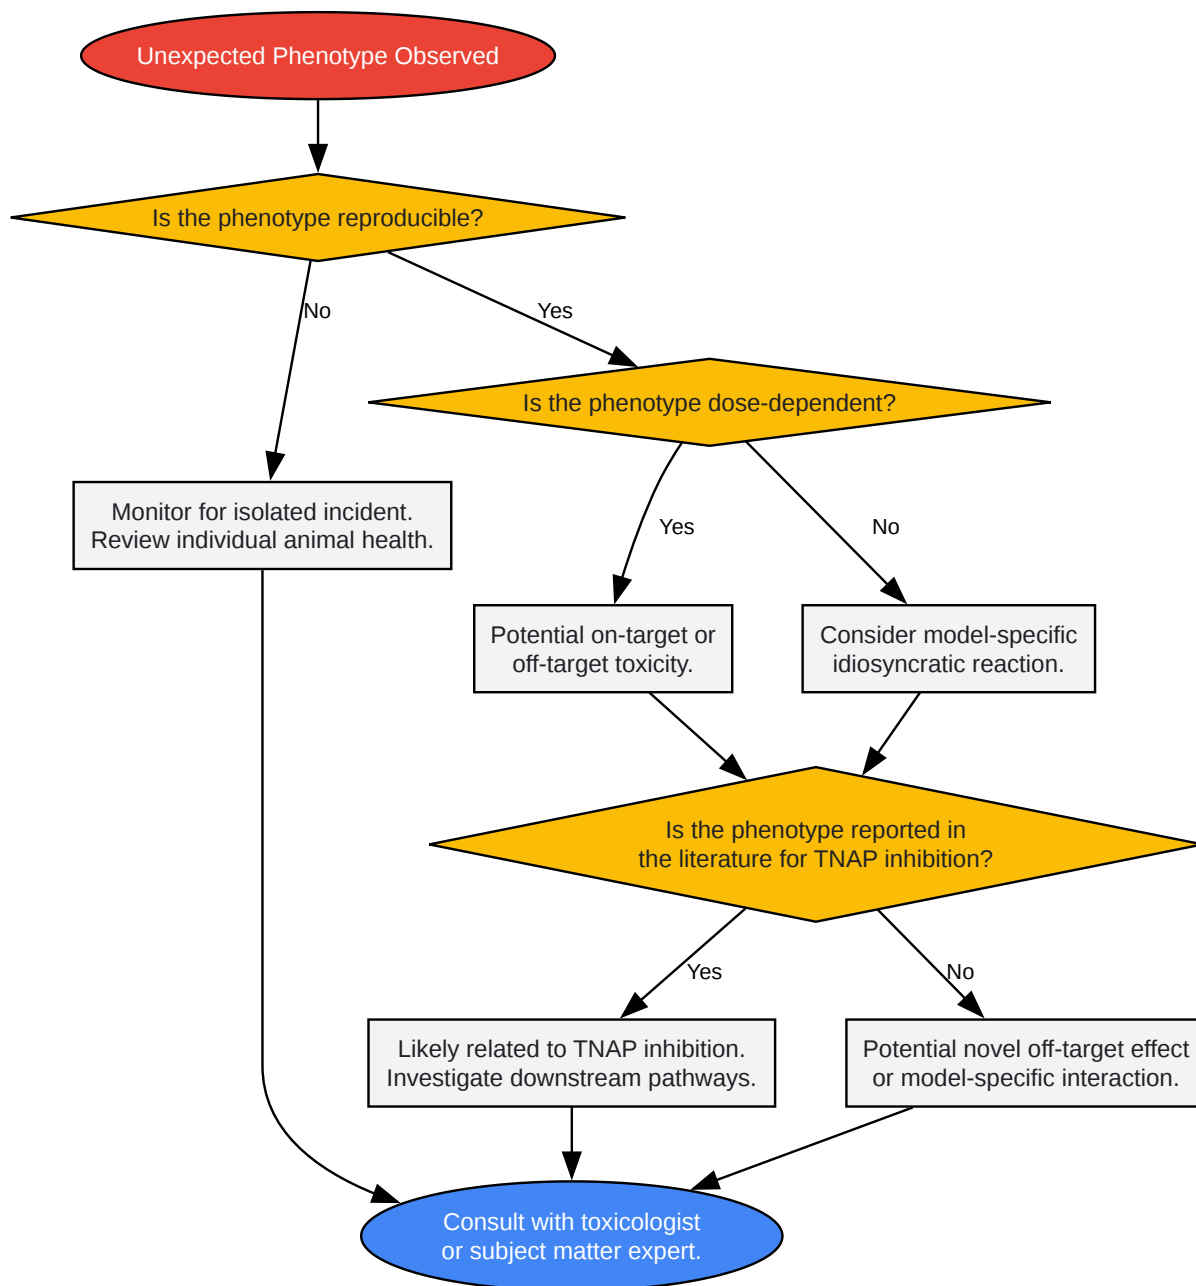 Unexpected Phenotype Observed
Is the phenotype reproducible?
No
Yes
Is the phenotype dose-dependent?
Monitor for isolated incident.
Review individual animal health.
Yes
No
Potential on-target or
off-target toxicity.
Consider model-specific
idiosyncratic reaction.
Is the phenotype reported in
the literature for TNAP inhibition?
Yes
No
Likely related to TNAP inhibition.
Investigate downstream pathways.
Potential novel off-target effect
or model-specific interaction.
Consult with toxicologist
or subject matter expert.